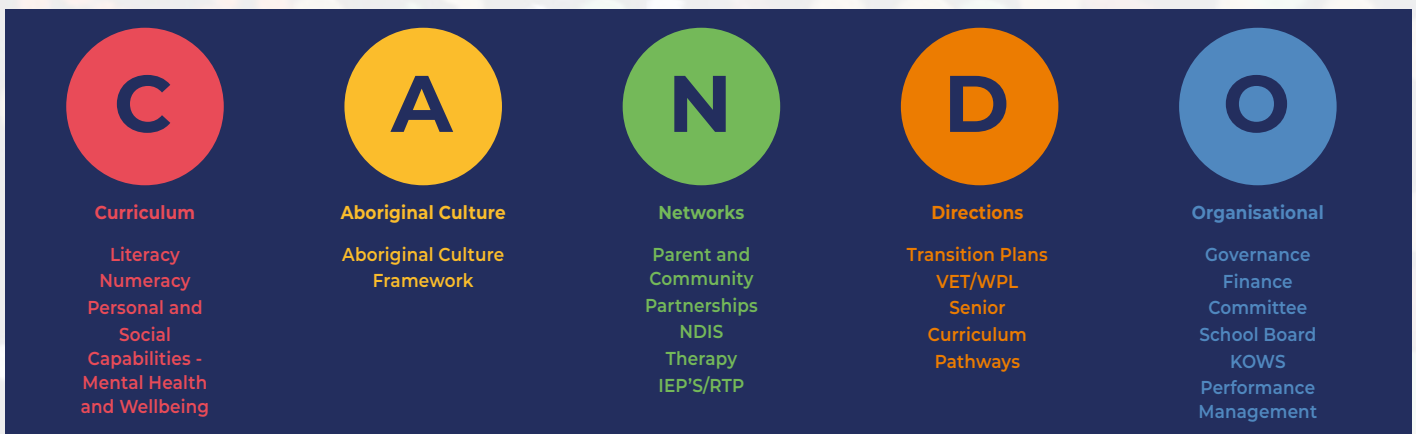 C
Curriculum
Literacy
Numeracy
Personal and
Social
Capabilities -
Mental Health
and Wellbeing
A
Aboriginal Culture
Aboriginal Culture
Framework
N
Networks
Parent and
Community
Partnerships
NDIS
Therapy
IEP'S/RTP
D
Directions
Transition Plans
VET/WPL
Senior
Curriculum
Pathways
O
Organisational
Governance
Finance
Committee
School Board
KOWS
Performance
Management